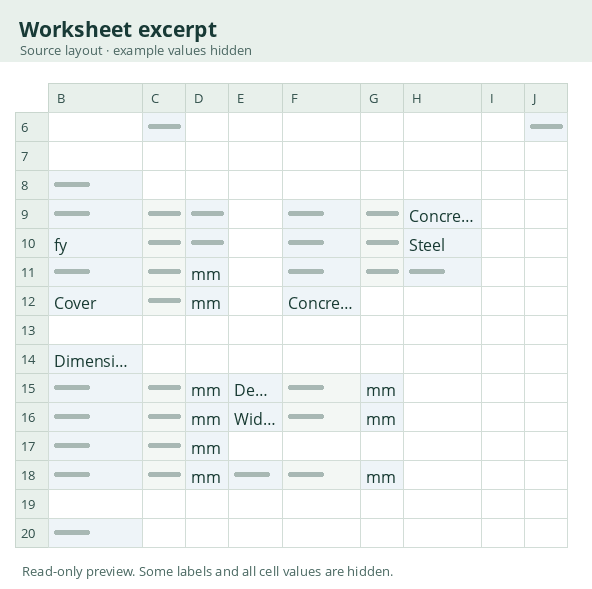 Worksheet excerpt
Source layout · example values hidden
B C D E F G H I J
6
7
8
9 Concre...
10 fy Steel
11 mm
12 Cover mm Concre...
13
14 Dimensi...
15 mm De... mm
16 mm Wid... mm
17 mm
18 mm mm
19
20
Read-only preview. Some labels and all cell values are hidden.